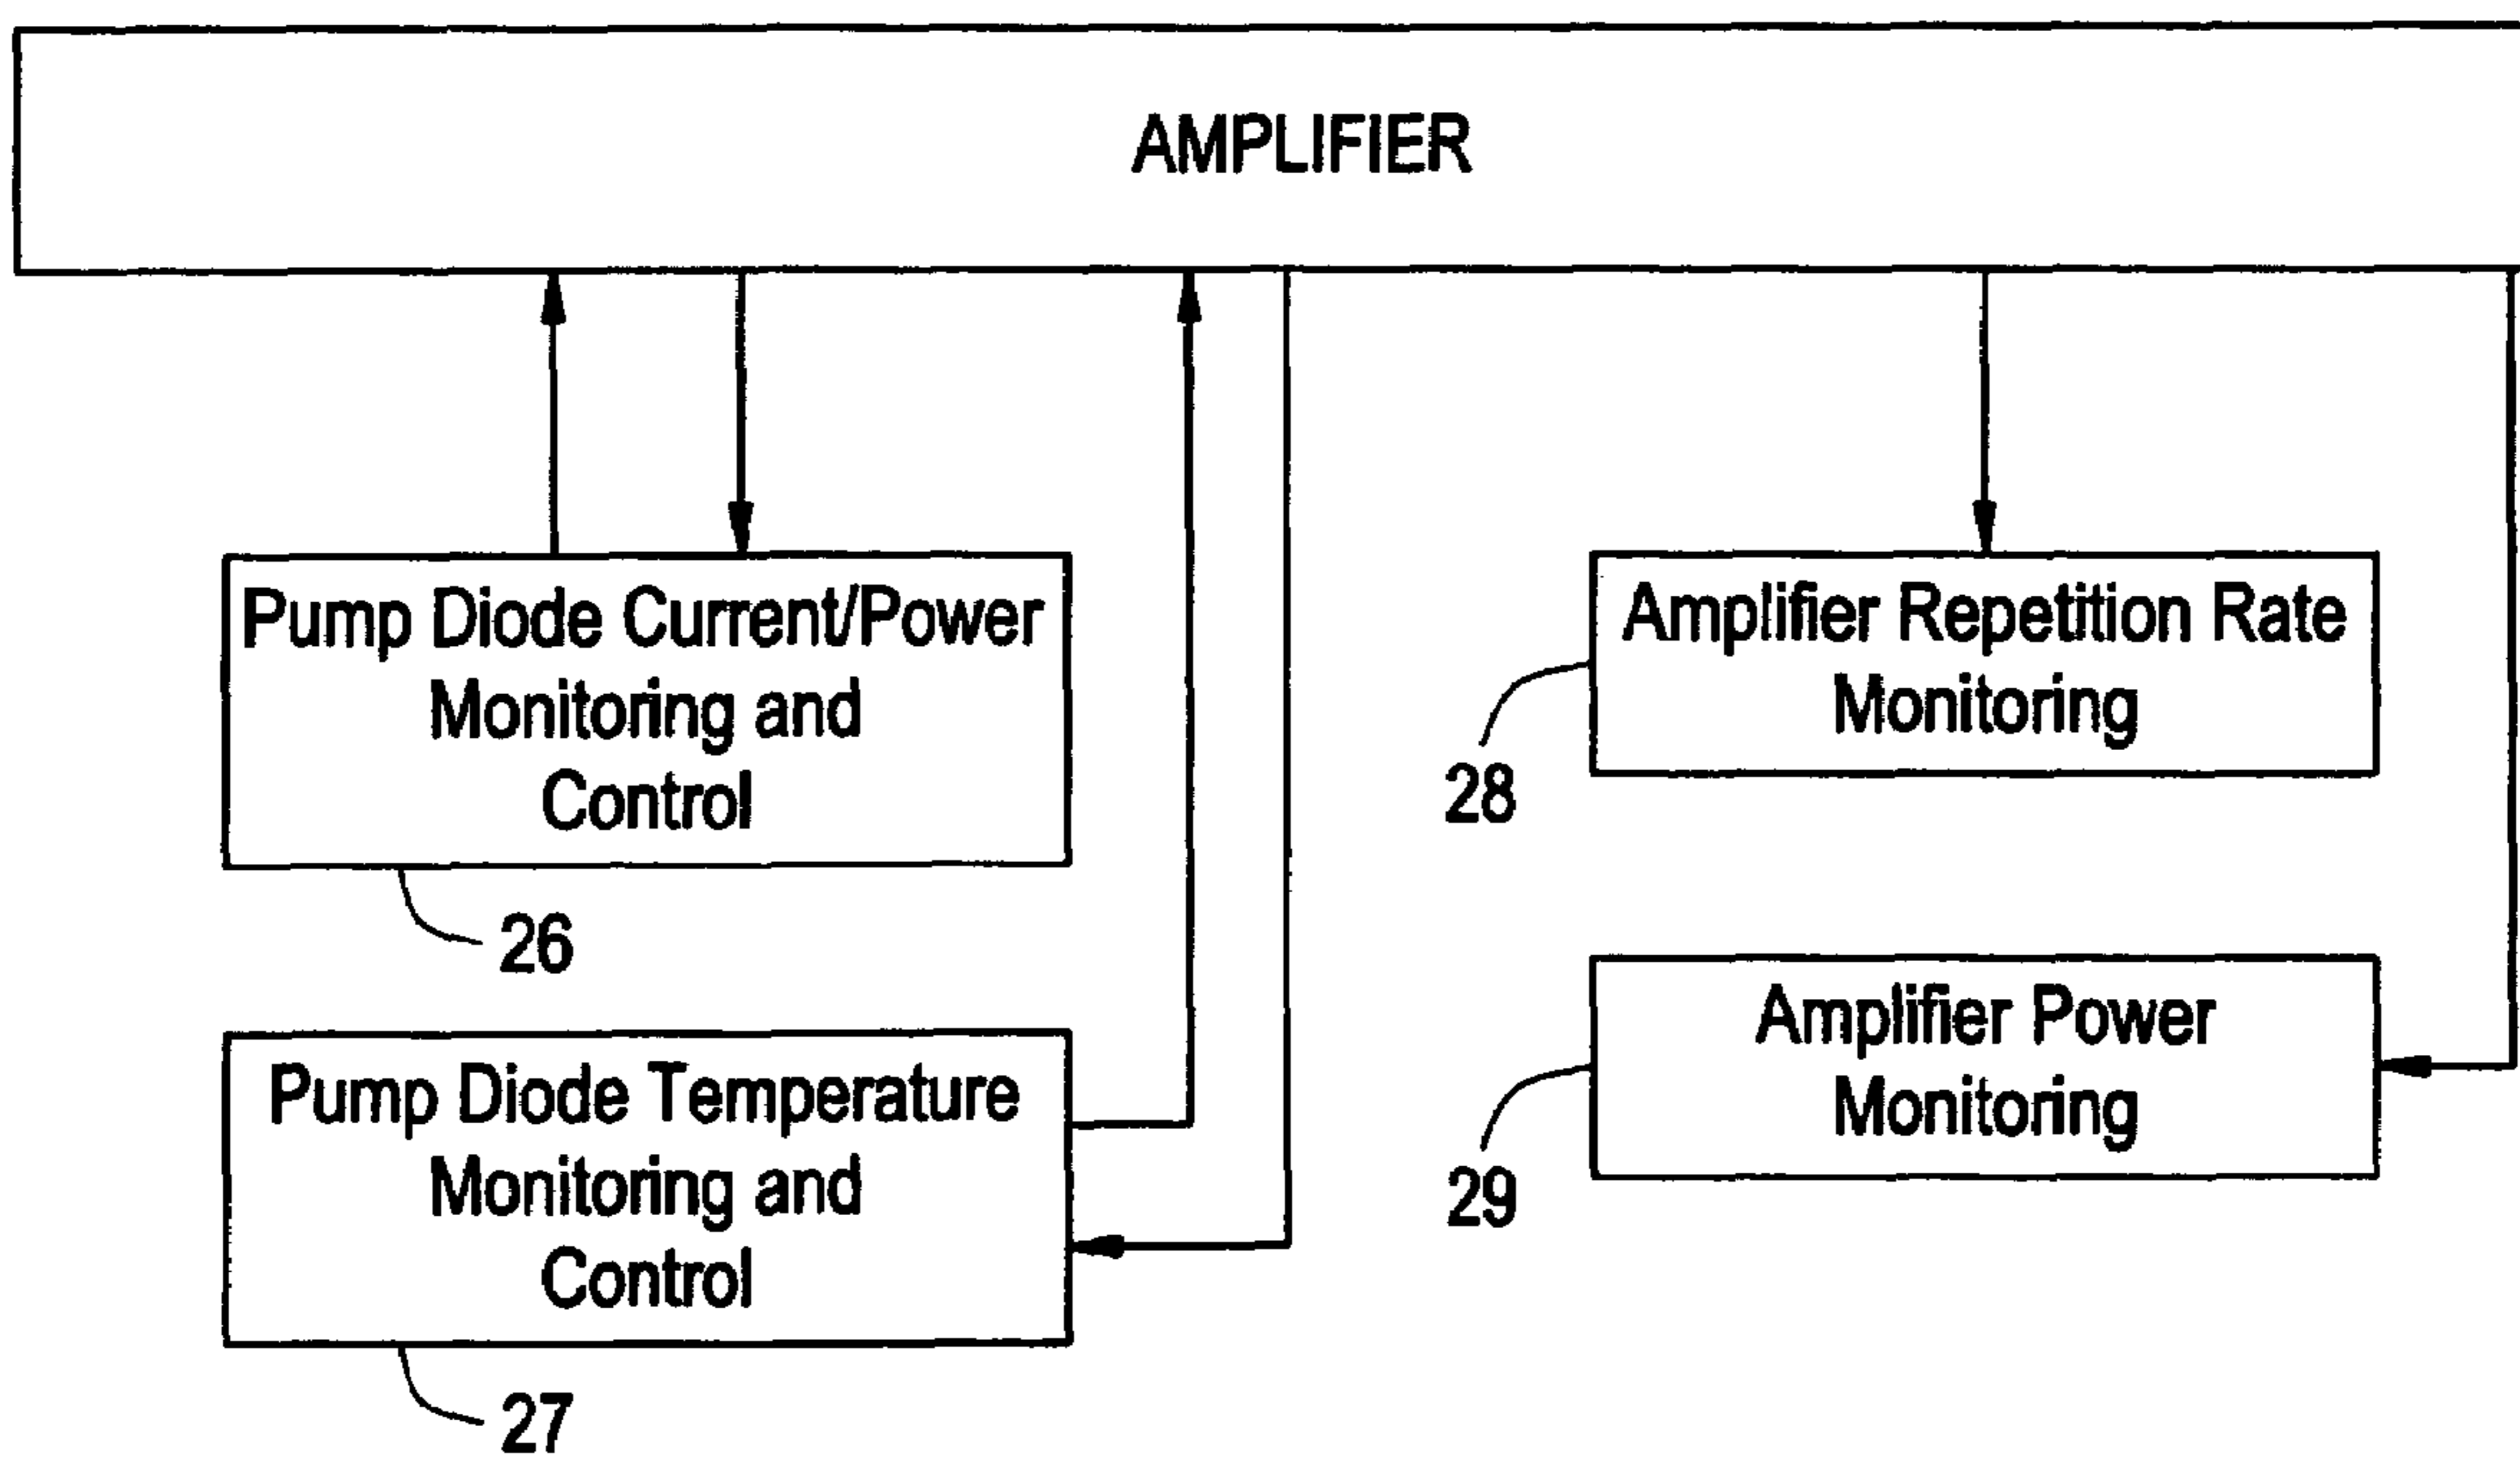 AMPLIFIER
Pump Diode Current/Power
Monitoring and
Control
26
Pump Diode Temperature
Monitoring and
Control
27
Amplifier Repetition Rate
Monitoring
28
Amplifier Power
Monitoring
29